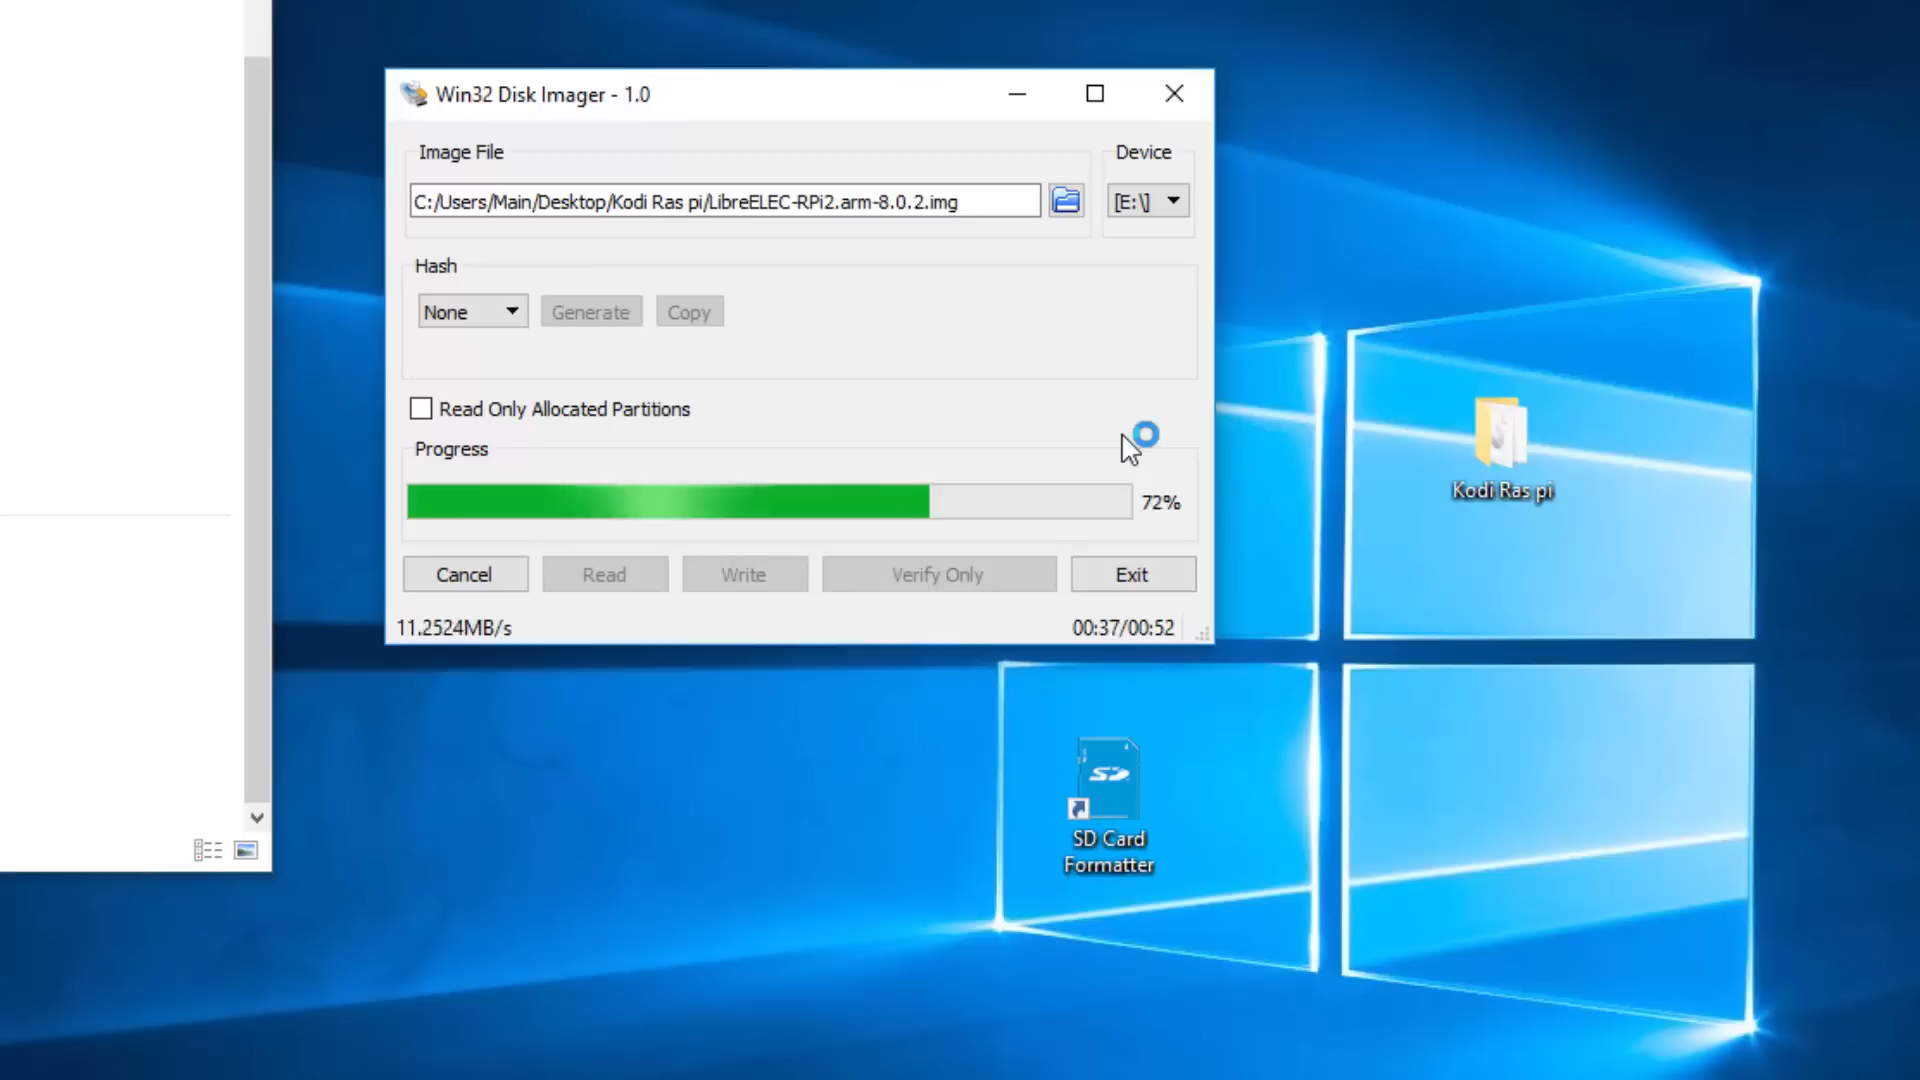 Win32 Disk Imager - 1.0
Image File
Device
C:/Users/Main/Desktop/Kodi Ras pi/LibreELEC-RPi2.arm-8.0.2.img
[E:\]
Hash
None
Generate
Copy
Read Only Allocated Partitions
Progress
72%
Cancel
Read
Write
Verify Only
Exit
11.2524MB/s
00:37/00:52
Kodi Ras pi
SD
SD Card
Formatter